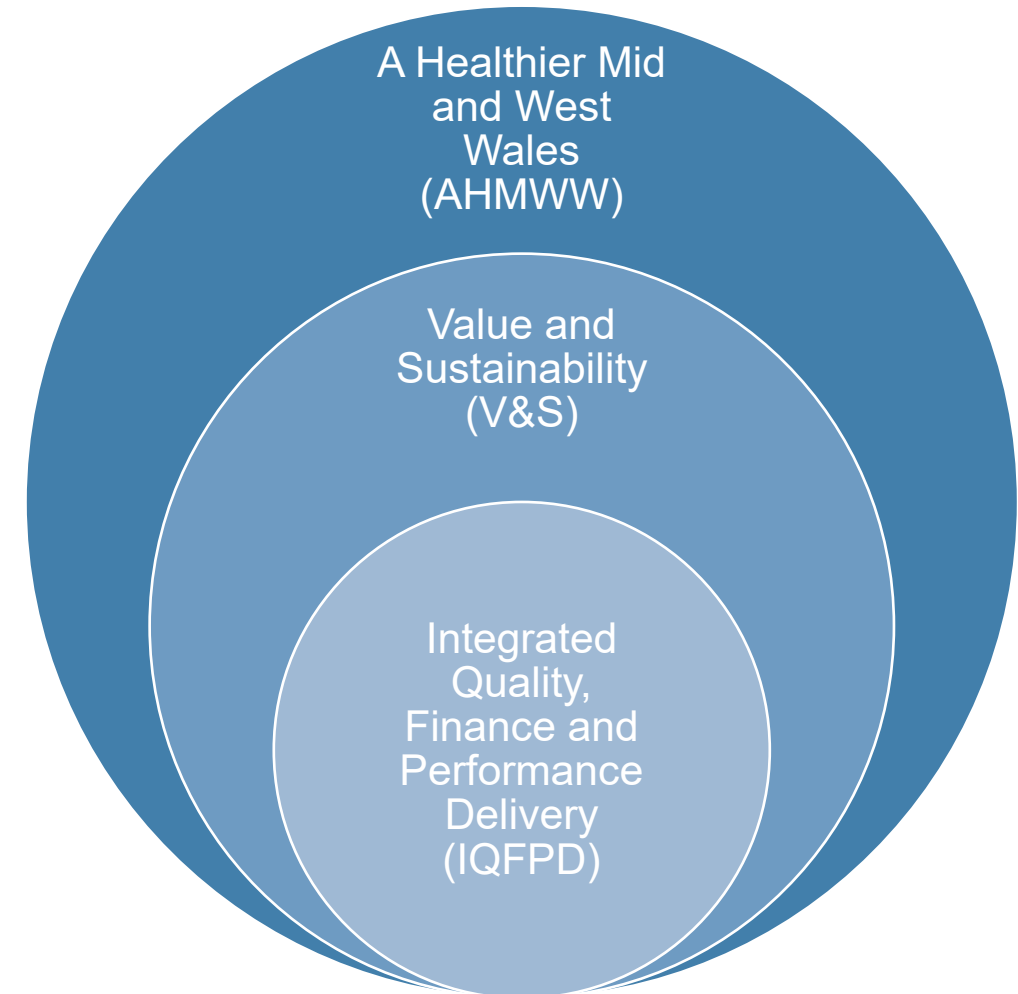 A Healthier Mid
and West
Wales
(AHMWW)
Value and
Sustainability
(V&S)
Integrated
Quality,
Finance and
Performance
Delivery
(IQFPD)